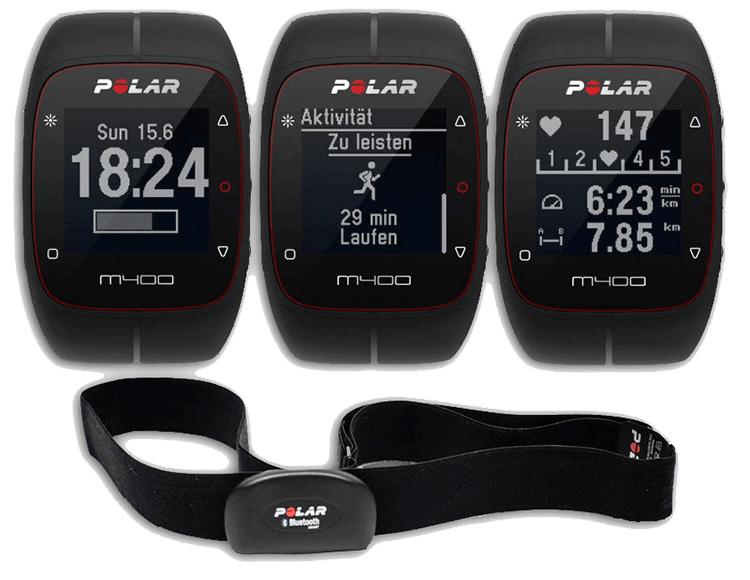 POLAR
Sun 15.6
18:24
M400
POLAR
Aktivität
Zu leisten
29 min
Laufen
M400
POLAR
147
1 2 4 5
6:23 min km
A B
7.85 km
M400
POLAR
Bluetooand